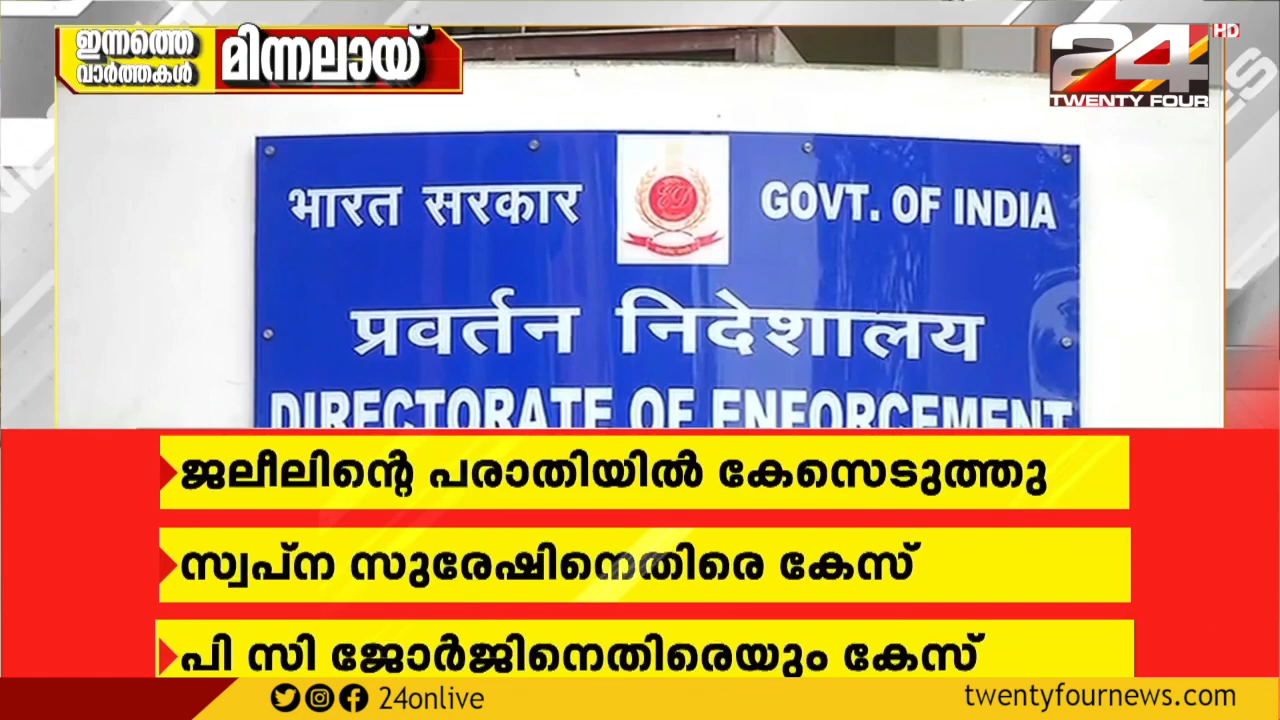 ഇന്നത്തെ
വാർത്തകൾ
മിന്നലായ്
24 HD
TWENTY FOUR
भारत सरकार
GOVT. OF INDIA
प्रवर्तन निदेशालय
DIRECTORATE OF ENFORCEMENT
ജലീലിന്റെ പരാതിയിൽ കേസെടുത്തു
സ്വപ്ന സുരേഷിനെതിരെ കേസ്
പി സി ജോർജിനെതിരെയും കേസ്
24onlive
twentyfournews.com